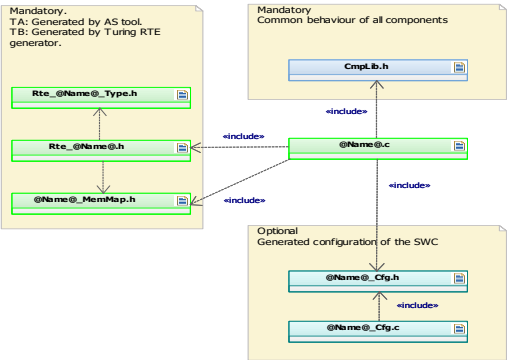 Mandatory.
TA: Generated by AS tool.
TB: Generated by Turing RTE
generator.
Rte_@Name@_Type.h
Rte_@Name@.h
@Name@_MemMap.h
Mandatory
Common behaviour of all components
CmpLib.h
«include»
«include»
@Name@.c
«include»
«include»
Optional
Generated configuration of the SWC
@Name@_Cfg.h
«include»
@Name@_Cfg.c